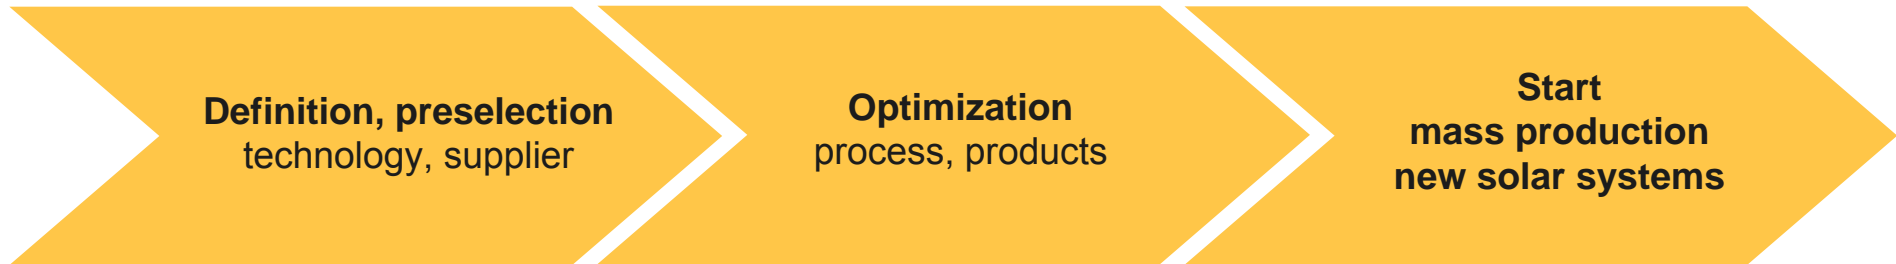 Definition, preselection
technology, supplier
Optimization
process, products
Start
mass production
new solar systems